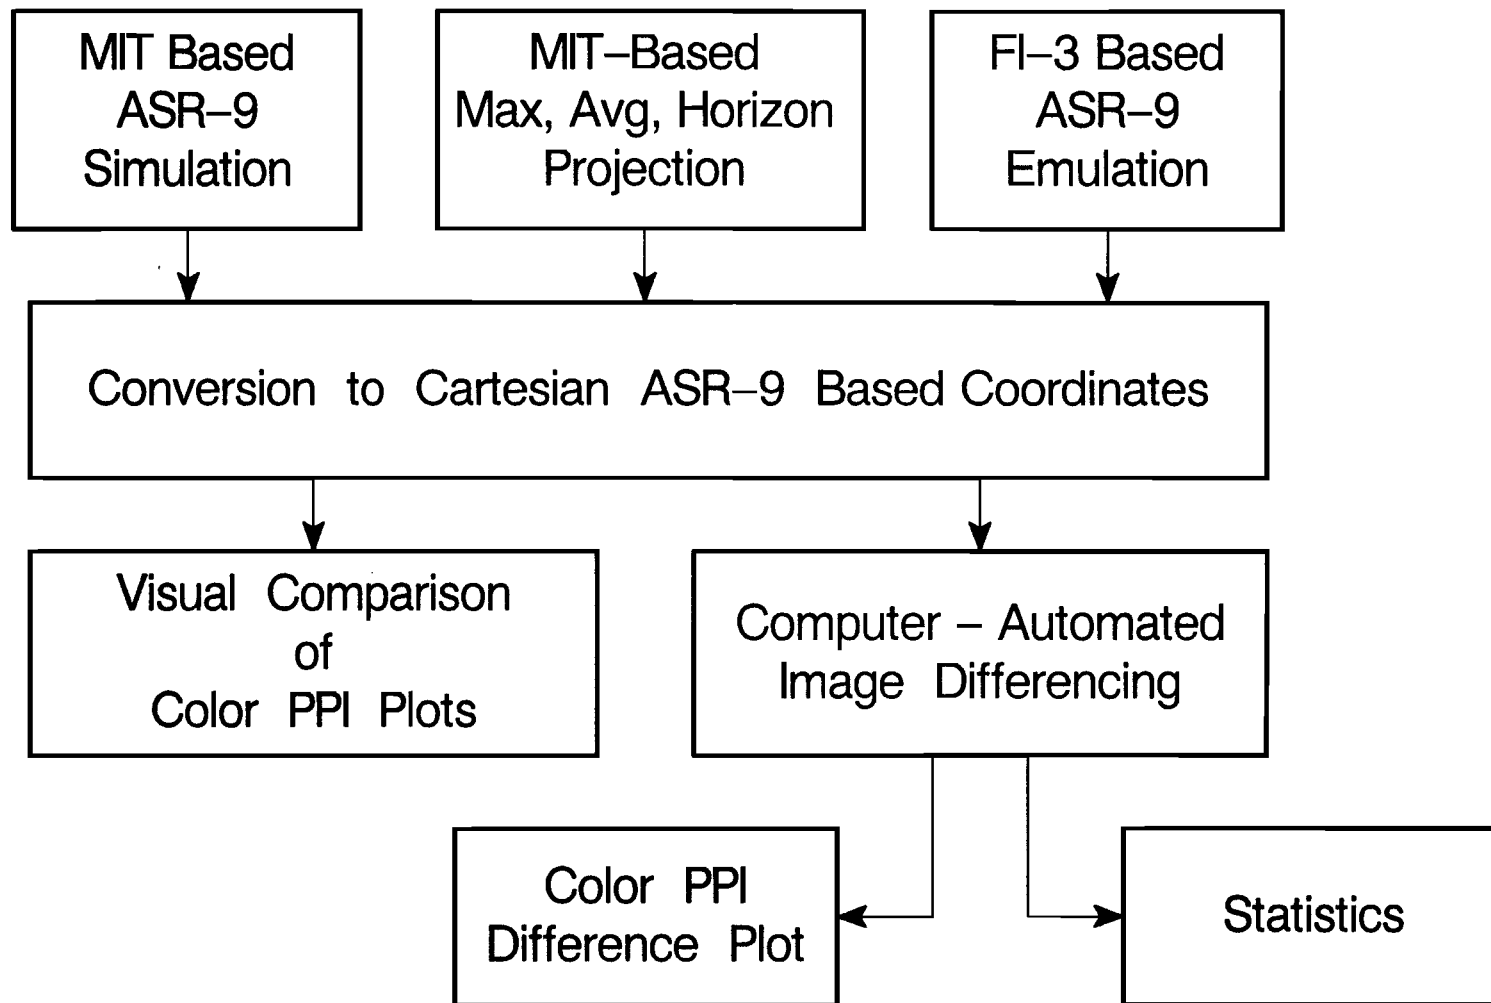 MIT Based
ASR–9
Simulation
MIT–Based
Max, Avg, Horizon
Projection
FI–3 Based
ASR–9
Emulation
Conversion to Cartesian ASR–9 Based Coordinates
Visual Comparison
of
Color PPI Plots
Computer – Automated
Image Differencing
Color PPI
Difference Plot
Statistics